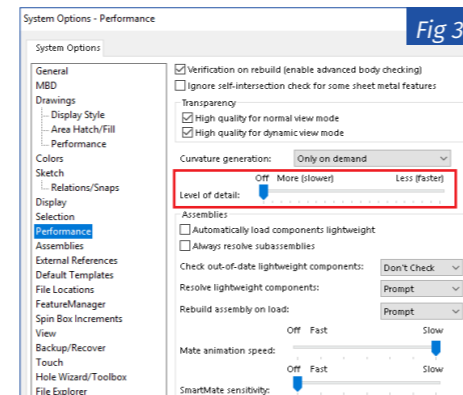 System Options - Performance
Fig 3
System Options
General
MBD
Drawings
Display Style
Area Hatch/Fill
Performance
Colors
Sketch
Relations/Snaps
Display
Selection
Performance
Assemblies
External References
Default Templates
File Locations
FeatureManager
Spin Box Increments
View
Backup/Recover
Touch
Hole Wizard/Toolbox
File Explorer
Verification on rebuild (enable advanced body checking)
Ignore self-intersection check for some sheet metal features
Transparency
High quality for normal view mode
High quality for dynamic view mode
Curvature generation: Only on demand
Off More (slower) Less (faster)
Level of detail:
Assemblies
Automatically load components lightweight
Always resolve subassemblies
Check out-of-date lightweight components: Don't Check
Resolve lightweight components: Prompt
Rebuild assembly on load: Prompt
Off Fast Slow
Mate animation speed:
Off Fast Slow
SmartMate sensitivity: